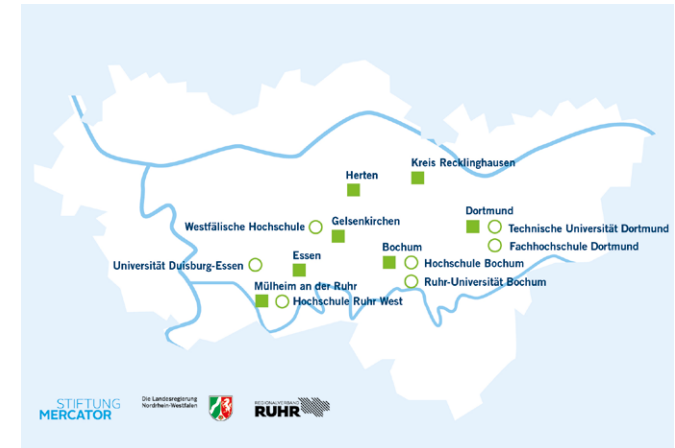 Kreis Recklinghausen
Herten
Dortmund
Technische Universität Dortmund
Fachhochschule Dortmund
Westfälische Hochschule
Gelsenkirchen
Bochum
Hochschule Bochum
Ruhr-Universität Bochum
Essen
Universität Duisburg-Essen
Mülheim an der Ruhr
Hochschule Ruhr West
STIFTUNG
MERCATOR
Die Landesregierung
Nordrhein-Westfalen
REGIONALVERBAND
RUHR